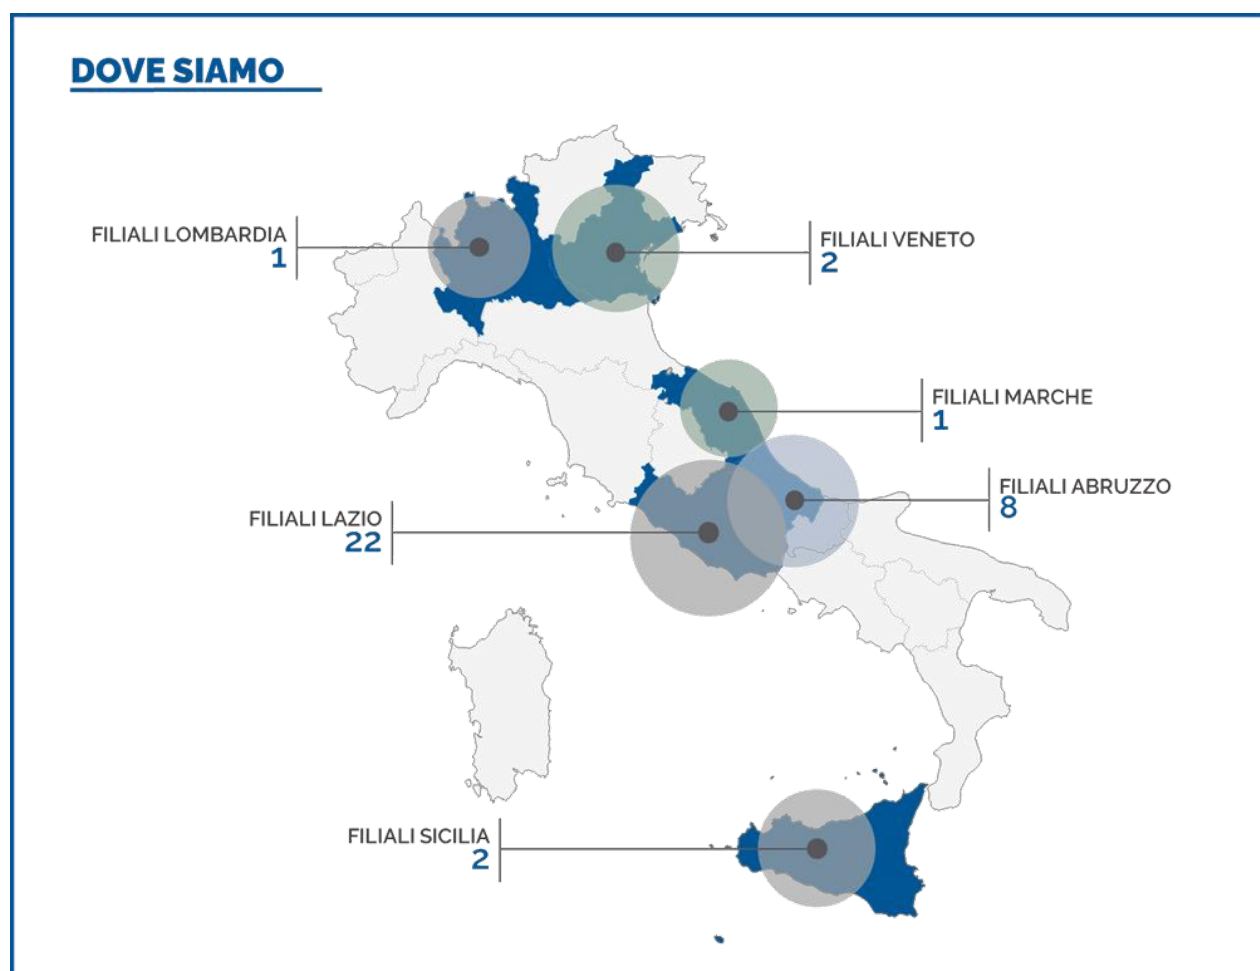 DOVE SIAMO
FILIALI LOMBARDIA
1
FILIALI VENETO
2
FILIALI MARCHE
1
FILIALI ABRUZZO
8
FILIALI LAZIO
22
FILIALI SICILIA
2